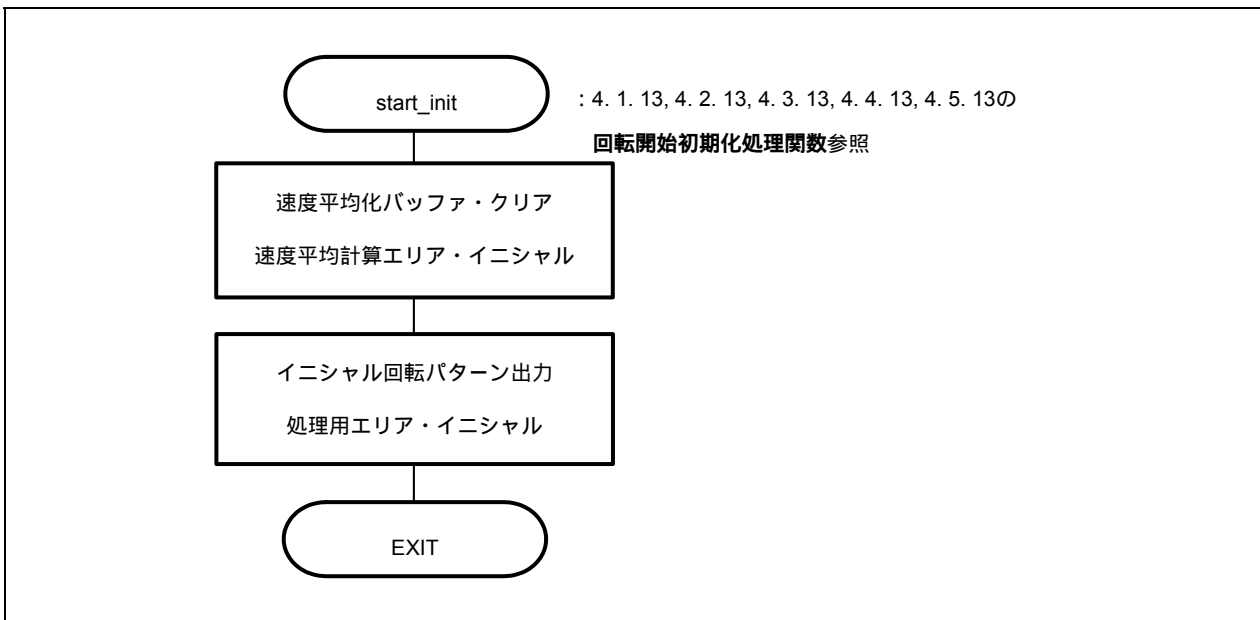 start_init
: 4. 1. 13, 4. 2. 13, 4. 3. 13, 4. 4. 13, 4. 5. 13の
回転開始初期化処理関数参照
速度平均化バッファ・クリア
速度平均計算エリア・イニシャル
イニシャル回転パターン出力
処理用エリア・イニシャル
EXIT